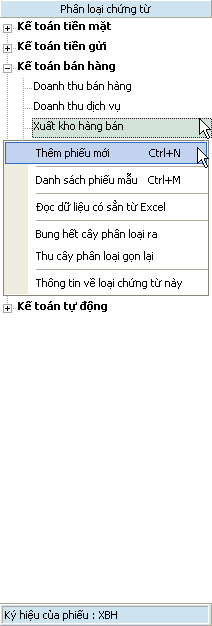 Phân loại chứng từ
Kế toán tiền mặt
Kế toán tiền gửi
Kế toán bán hàng
Doanh thu bán hàng
Doanh thu dịch vụ
Xuất kho hàng bán
Thêm phiếu mới Ctrl+N
Danh sách phiếu mẫu Ctrl+M
Đọc dữ liệu có sẳn từ Excel
Bung hết cây phân loại ra
Thu cây phân loại gọn lại
Thông tin về loại chứng từ này
Kế toán tự động
Ký hiệu của phiếu : XBH